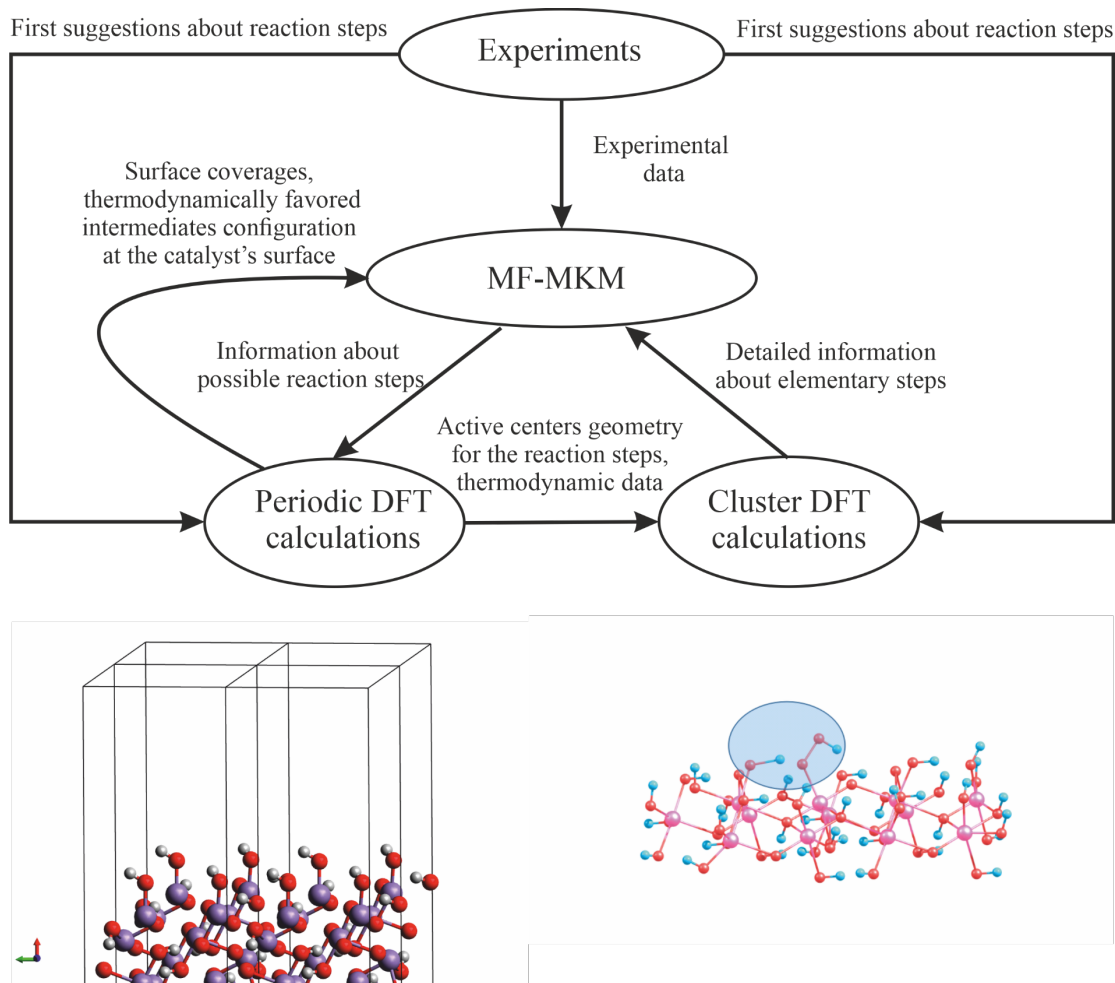 First suggestions about reaction steps
Experiments
First suggestions about reaction steps
Experimental
data
Surface coverages,
thermodynamically favored
intermediates configuration
at the catalyst's surface
MF-MKM
Information about
possible reaction steps
Detailed information
about elementary steps
Active centers geometry
for the reaction steps,
thermodynamic data
Periodic DFT
calculations
Cluster DFT
calculations